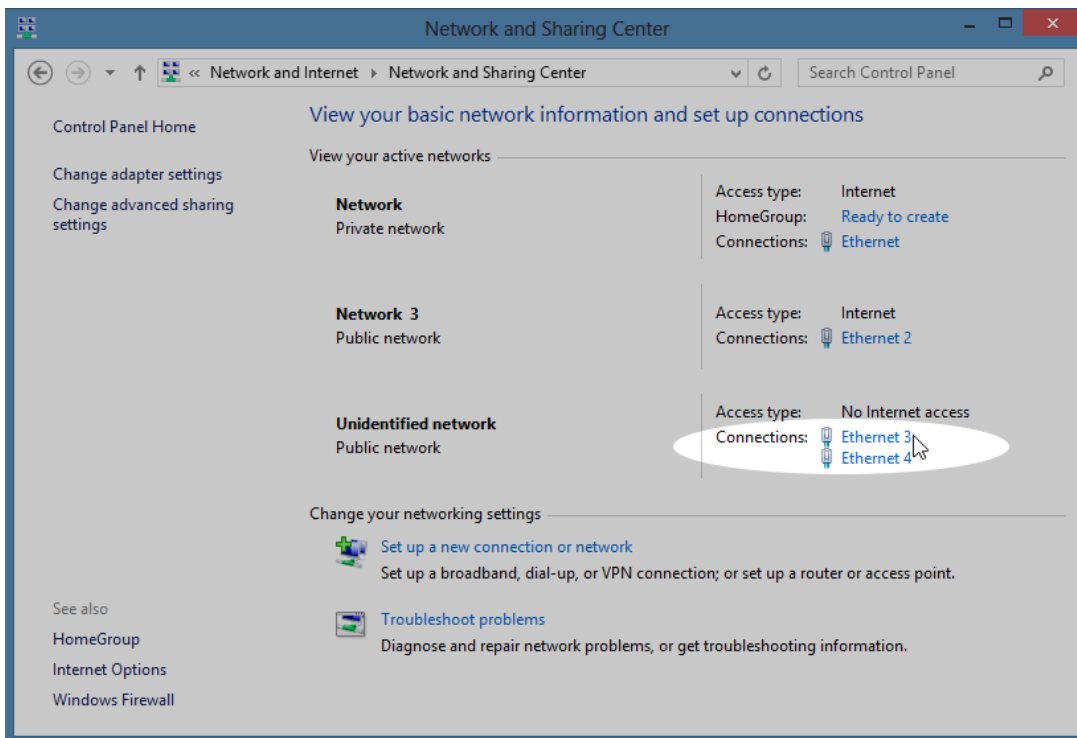 Network and Sharing Center
« Network and Internet Network and Sharing Center
Search Control Panel
Control Panel Home
Change adapter settings
Change advanced sharing
settings
See also
HomeGroup
Internet Options
Windows Firewall
View your basic network information and set up connections
View your active networks
Network
Private network
Access type: Internet
HomeGroup: Ready to create
Connections: Ethernet
Network 3
Public network
Access type: Internet
Connections: Ethernet 2
Unidentified network
Public network
Access type: No Internet access
Connections: Ethernet 3
Ethernet 4
Change your networking settings
Set up a new connection or network
Set up a broadband, dial-up, or VPN connection; or set up a router or access point.
Troubleshoot problems
Diagnose and repair network problems, or get troubleshooting information.